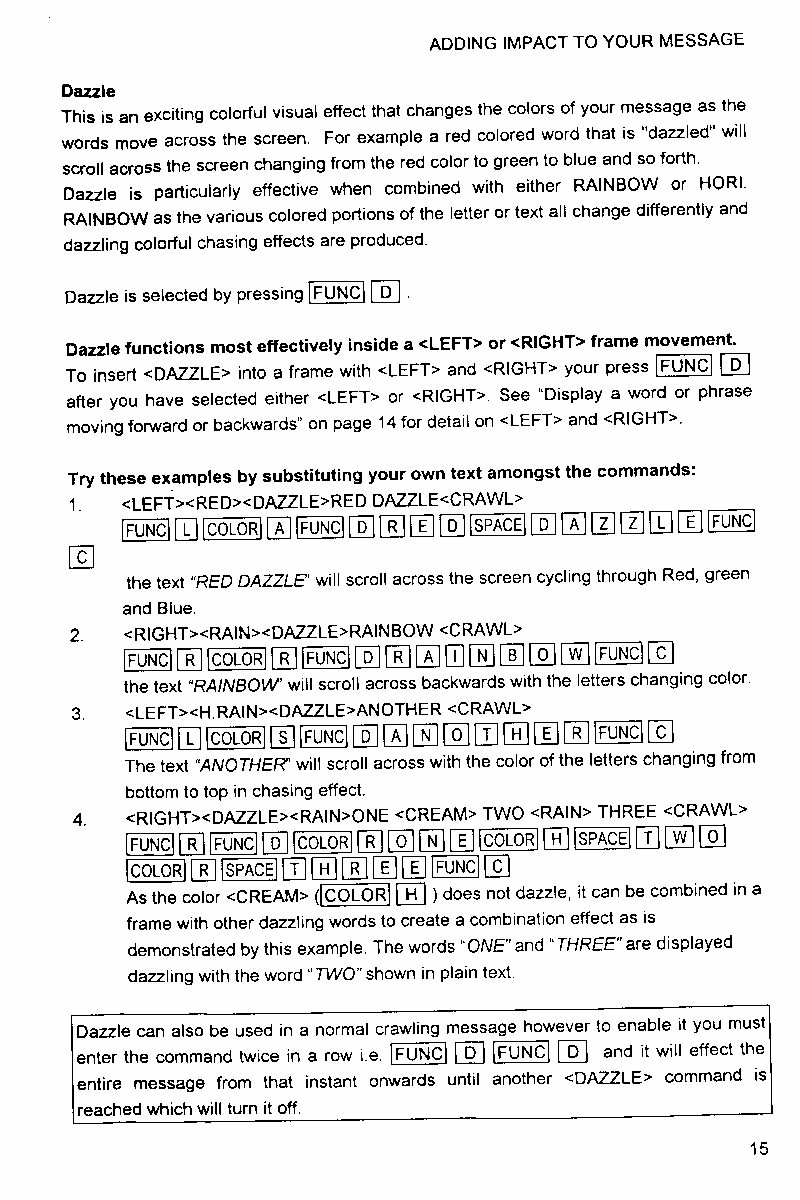 ADDING IMPACT TO YOUR MESSAGE
Dazzle
This is an exciting colorful visual effect that changes the colors of your message as the
words move across the screen. For example a red colored word that is "dazzled" will
scroll across the screen changing from the red color to green to blue and so forth.
Dazzle is particularly effective when combined with either RAINBOW or HORI.
RAINBOW as the various colored portions of the letter or text all change differently and
dazzling colorful chasing effects are produced.
Dazzle is selected by pressing FUNC D .
Dazzle functions most effectively inside a <LEFT> or <RIGHT> frame movement.
To insert <DAZZLE> into a frame with <LEFT> and <RIGHT> your press FUNC D
after you have selected either <LEFT> or <RIGHT>. See "Display a word or phrase
moving forward or backwards" on page 14 for detail on <LEFT> and <RIGHT>.
Try these examples by substituting your own text amongst the commands:
1. <LEFT><RED><DAZZLE>RED DAZZLE<CRAWL>
FUNC L COLOR A FUNC D R E D SPACE D A Z Z L E FUNC
C
the text "RED DAZZLE" will scroll across the screen cycling through Red, green
and Blue.
2. <RIGHT><RAIN><DAZZLE>RAINBOW <CRAWL>
FUNC R COLOR R FUNC D R A I N B O W FUNC C
the text "RAINBOW" will scroll across backwards with the letters changing color.
3. <LEFT><H.RAIN><DAZZLE>ANOTHER <CRAWL>
FUNC L COLOR S FUNC D A N O T H E R FUNC C
The text "ANOTHER" will scroll across with the color of the letters changing from
bottom to top in chasing effect.
4. <RIGHT><DAZZLE><RAIN>ONE <CREAM> TWO <RAIN> THREE <CRAWL>
FUNC R FUNC D COLOR R O N E COLOR H SPACE T W O
COLOR R SPACE T H R E E FUNC C
As the color <CREAM> (COLOR H ) does not dazzle, it can be combined in a
frame with other dazzling words to create a combination effect as is
demonstrated by this example. The words "ONE" and "THREE" are displayed
dazzling with the word "TWO" shown in plain text.
Dazzle can also be used in a normal crawling message however to enable it you must
enter the command twice in a row i.e. FUNC D FUNC D and it will effect the
entire message from that instant onwards until another <DAZZLE> command is
reached which will turn it off.
15